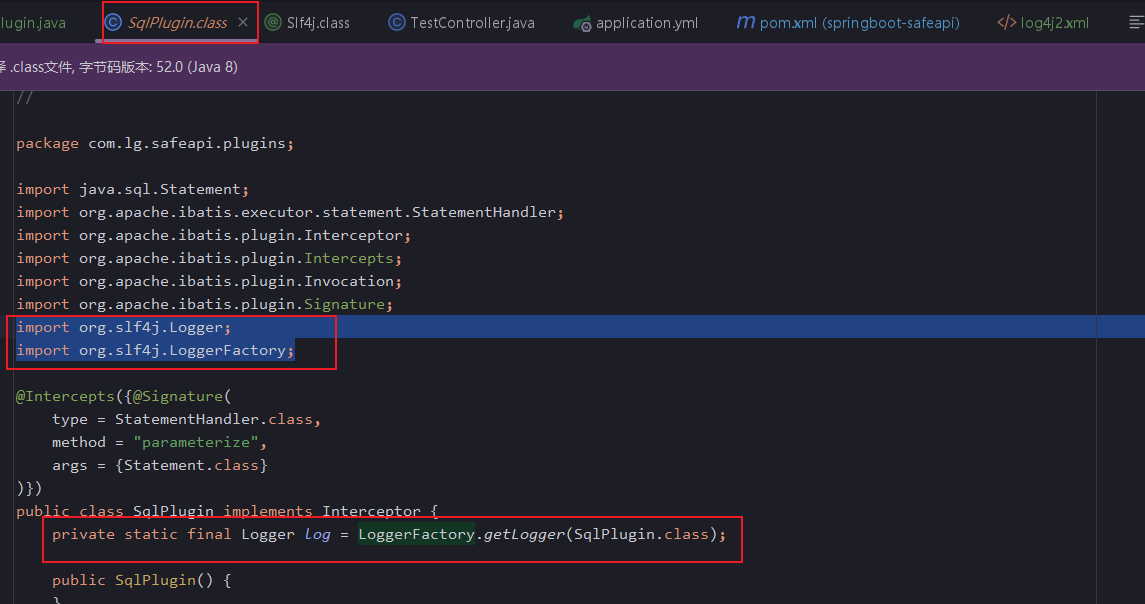 lugin.java SqlPlugin.class Slf4j.class TestController.java application.yml pom.xml (springboot-safeapi) log4j2.xml
.class文件, 字节码版本: 52.0 (Java 8)
//
package com.lg.safeapi.plugins;
import java.sql.Statement;
import org.apache.ibatis.executor.statement.StatementHandler;
import org.apache.ibatis.plugin.Interceptor;
import org.apache.ibatis.plugin.Intercepts;
import org.apache.ibatis.plugin.Invocation;
import org.apache.ibatis.plugin.Signature;
import org.slf4j.Logger;
import org.slf4j.LoggerFactory;
@Intercepts({@Signature(
type = StatementHandler.class,
method = "parameterize",
args = {Statement.class}
)})
public class SqlPlugin implements Interceptor {
private static final Logger log = LoggerFactory.getLogger(SqlPlugin.class);
public SqlPlugin() {
}